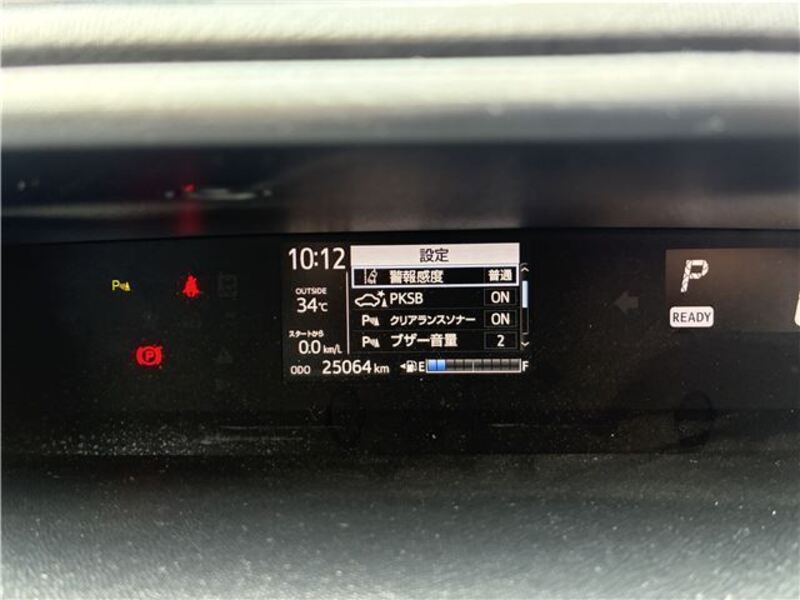 10:12
設定
警報感度 普通
OUTSIDE
34℃
PKSB ON
クリアランスソナー ON
スタートから
0.0 km/L
ブザー音量 2
ODO 25064 km
E F
P
READY
P
P